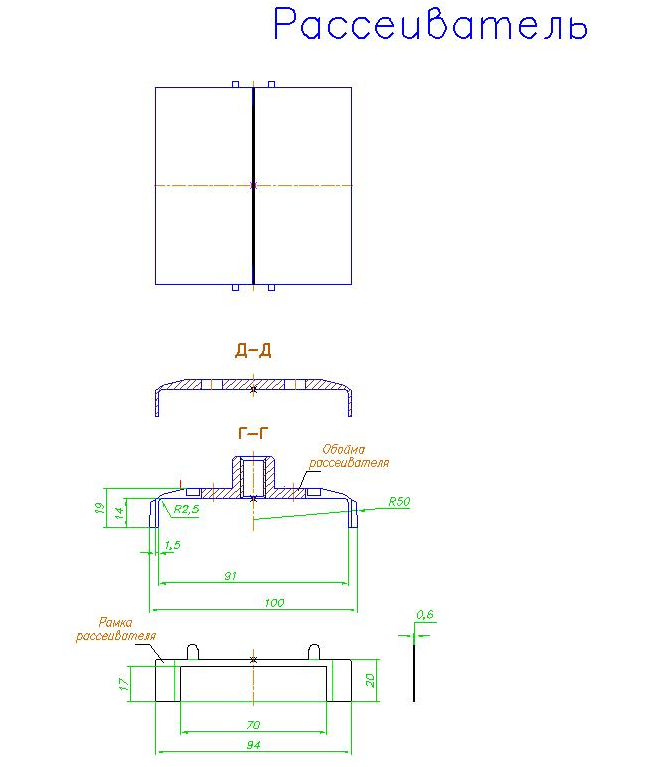 Рассеиватель
Д-Д
Г-Г
Обойма
рассеивателя
19
14
R2,5
R50
1,5
91
100
Рамка
рассеивателя
0,6
17
20
70
94